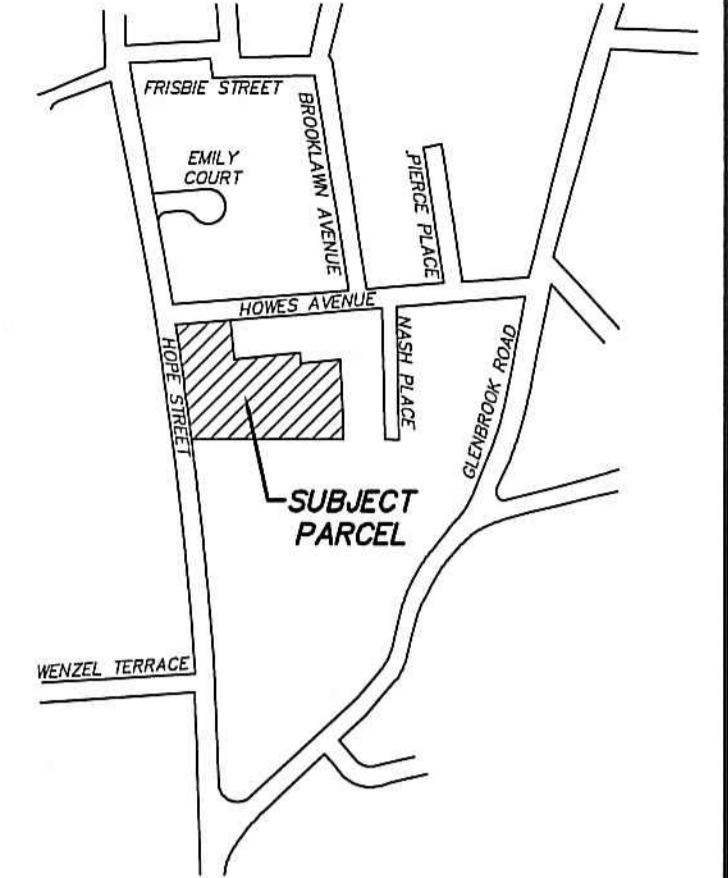 FRISBIE STREET
EMILY
COURT
BROOKLAWN AVENUE
PIERCE PLACE
HOWES AVENUE
HOPE STREET
NASH PLACE
GLENBROOK ROAD
SUBJECT
PARCEL
WENZEL TERRACE